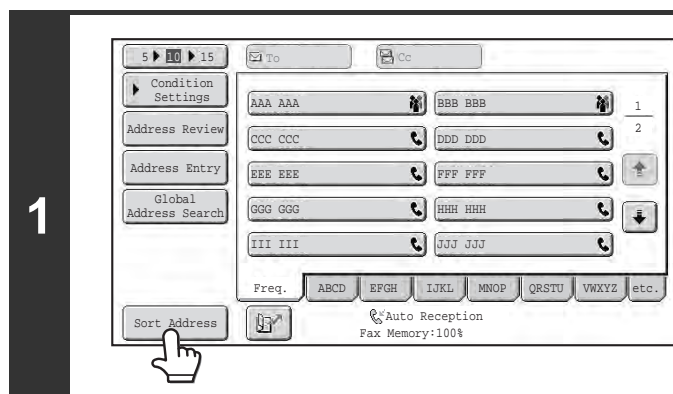 1
5 10 15
To
Cc
Condition
Settings
Address Review
Address Entry
Global
Address Search
Sort Address
AAA AAA
BBB BBB
CCC CCC
DDD DDD
EEE EEE
FFF FFF
GGG GGG
HHH HHH
III III
JJJ JJJ
1
2
Freq.
ABCD
EFGH
IJKL
MNOP
QRSTU
VWXYZ
etc.
Auto Reception
Fax Memory:100%